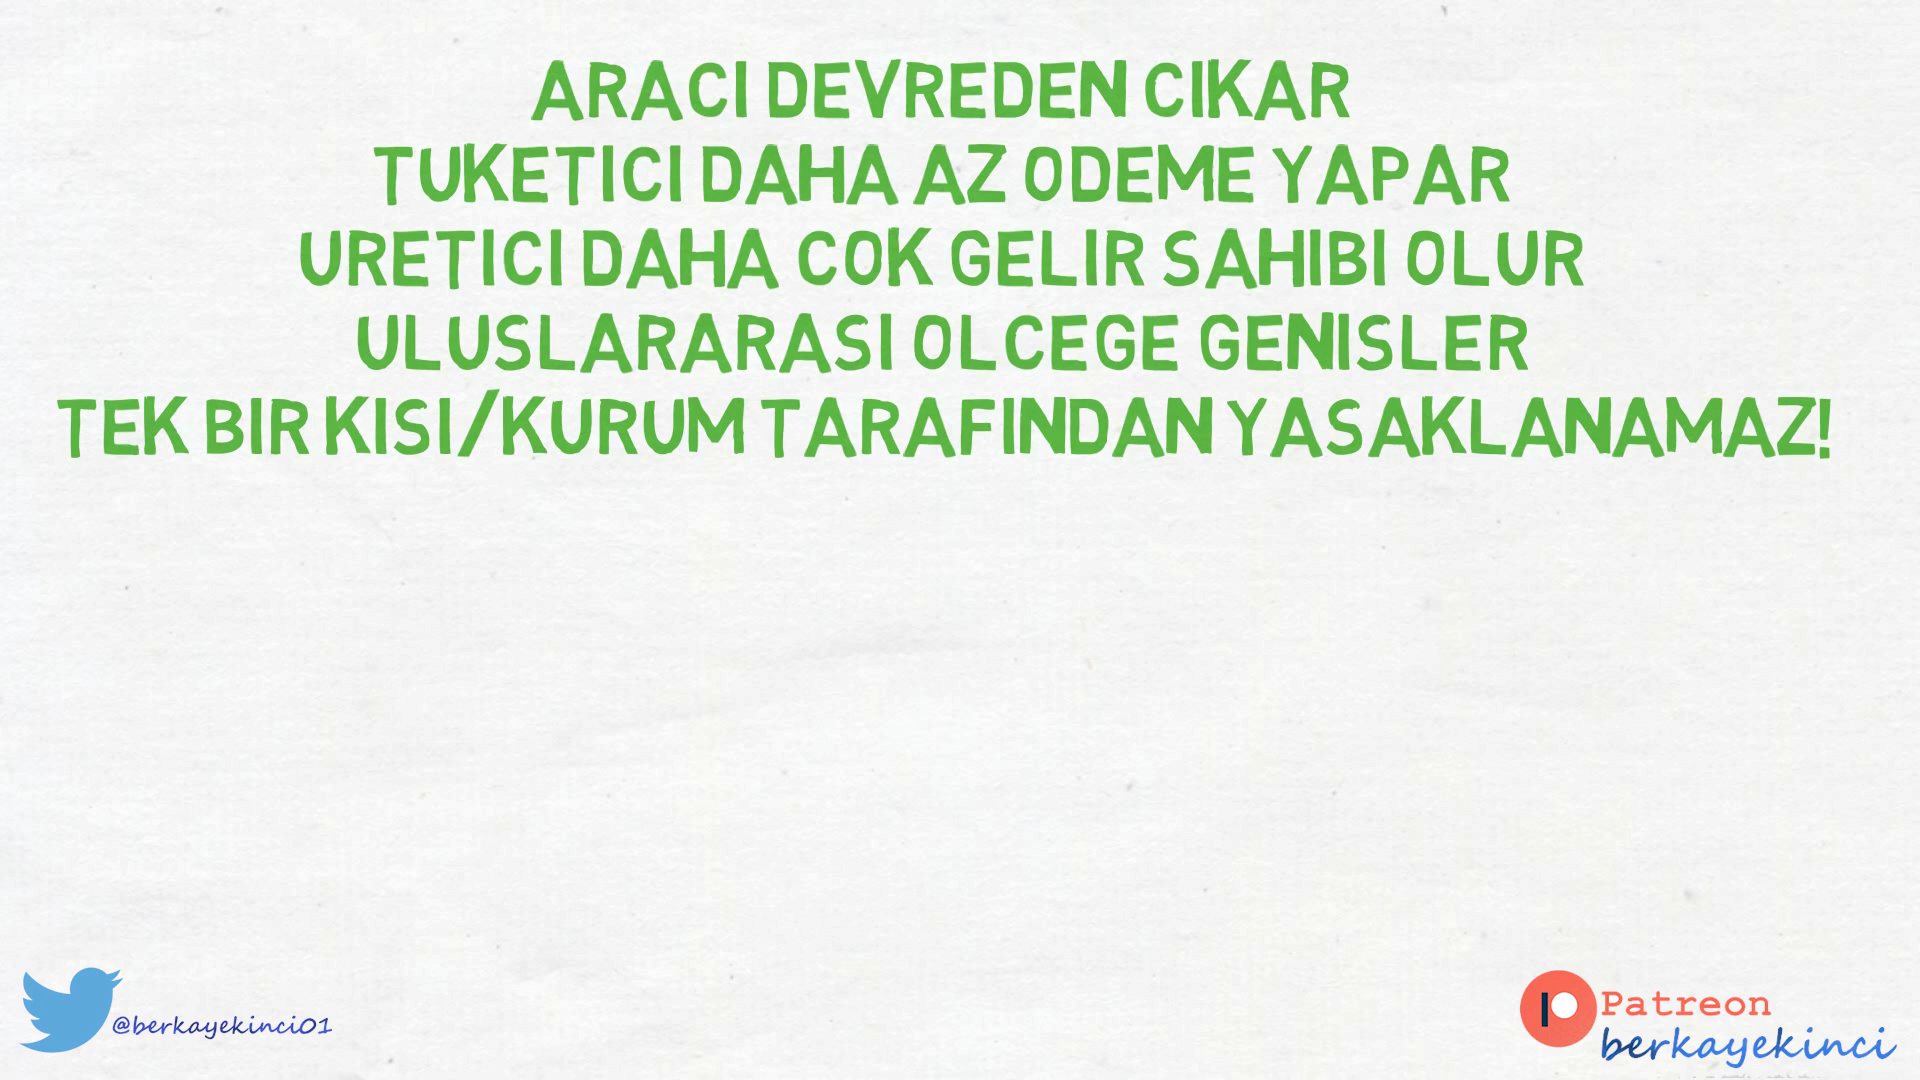 ARACI DEVREDEN CIKAR
TUKETICI DAHA AZ ODEME YAPAR
URETICI DAHA COK GELIR SAHIBI OLUR
ULUSLARARASI OLCEGE GENISLER
TEK BIR KISI/KURUM TARAFINDAN YASAKLANAMAZ!
@berkayekinci01
Patreon
berkayekinci